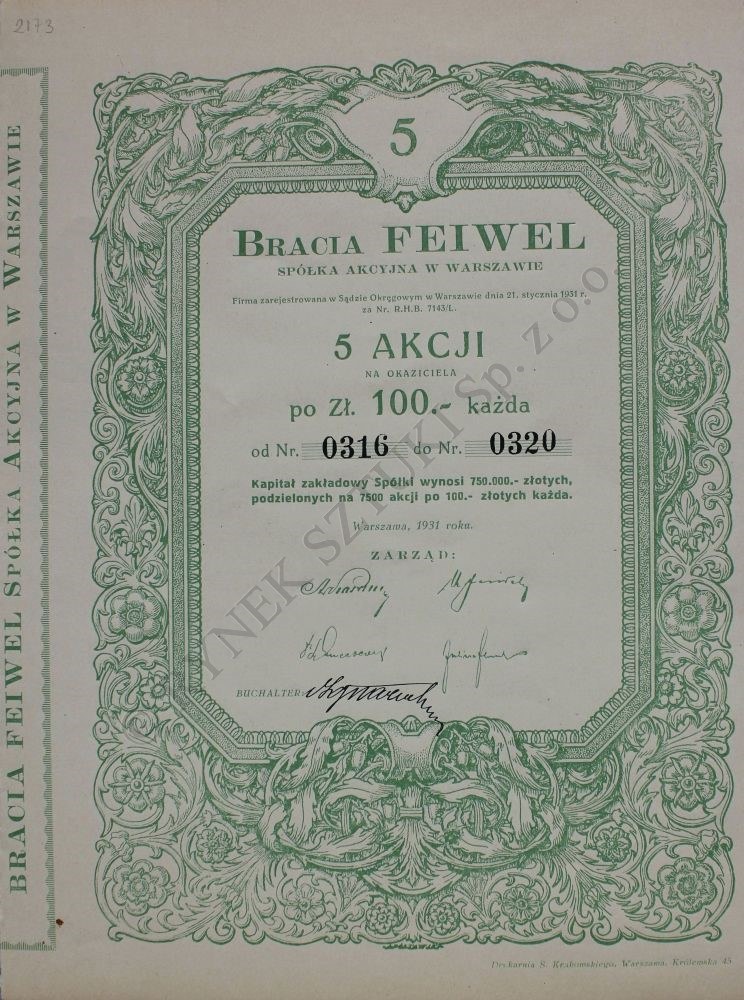 2173
BRACIA FEIWEL SPÓŁKA AKCYJNA W WARSZAWIE
5
BRACIA FEIWEL
SPÓŁKA AKCYJNA W WARSZAWIE
Firma zarejestrowana w Sądzie Okręgowym w Warszawie dnia 21. stycznia 1931 r.
za Nr. R.H.B. 7143/L.
5 AKCJI
NA OKAZICIELA
po Zł. 100.- każda
od Nr. 0316 do Nr. 0320
Kapitał zakładowy Spółki wynosi 750.000.- złotych,
podzielonych na 7500 akcji po 100.- złotych każda.
Warszawa, 1931 roku.
ZARZĄD:
BUCHALTER:
Drukarnia S. Krakowskiego, Warszawa, Królewska 45
RYNEK SZTUKI Sp. z o.o.